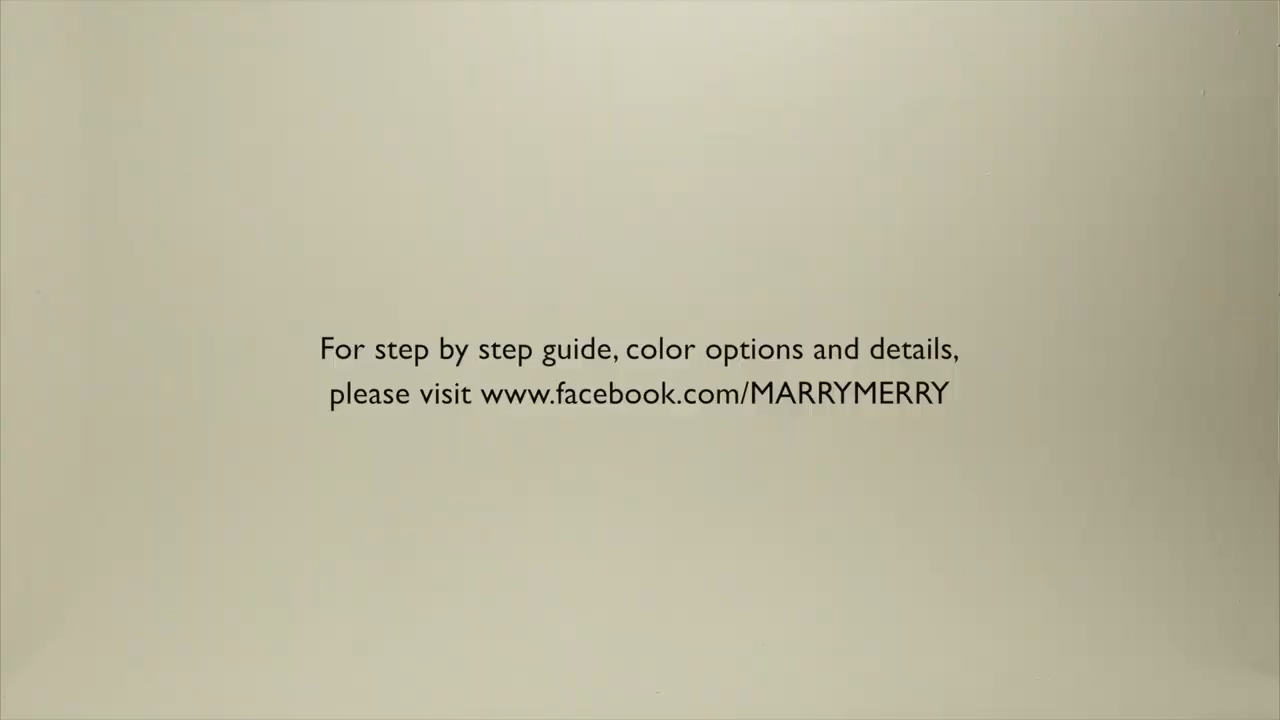 For step by step guide, color options and details,
please visit www.facebook.com/MARRYMERRY